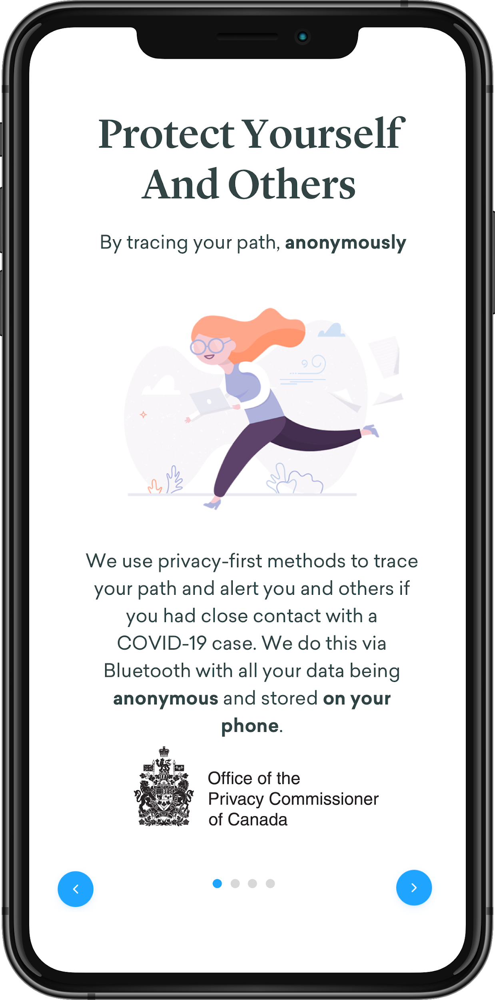 Protect Yourself
And Others
By tracing your path, anonymously
We use privacy-first methods to trace
your path and alert you and others if
you had close contact with a
COVID-19 case. We do this via
Bluetooth with all your data being
anonymous and stored on your
phone.
Office of the
Privacy Commissioner
of Canada